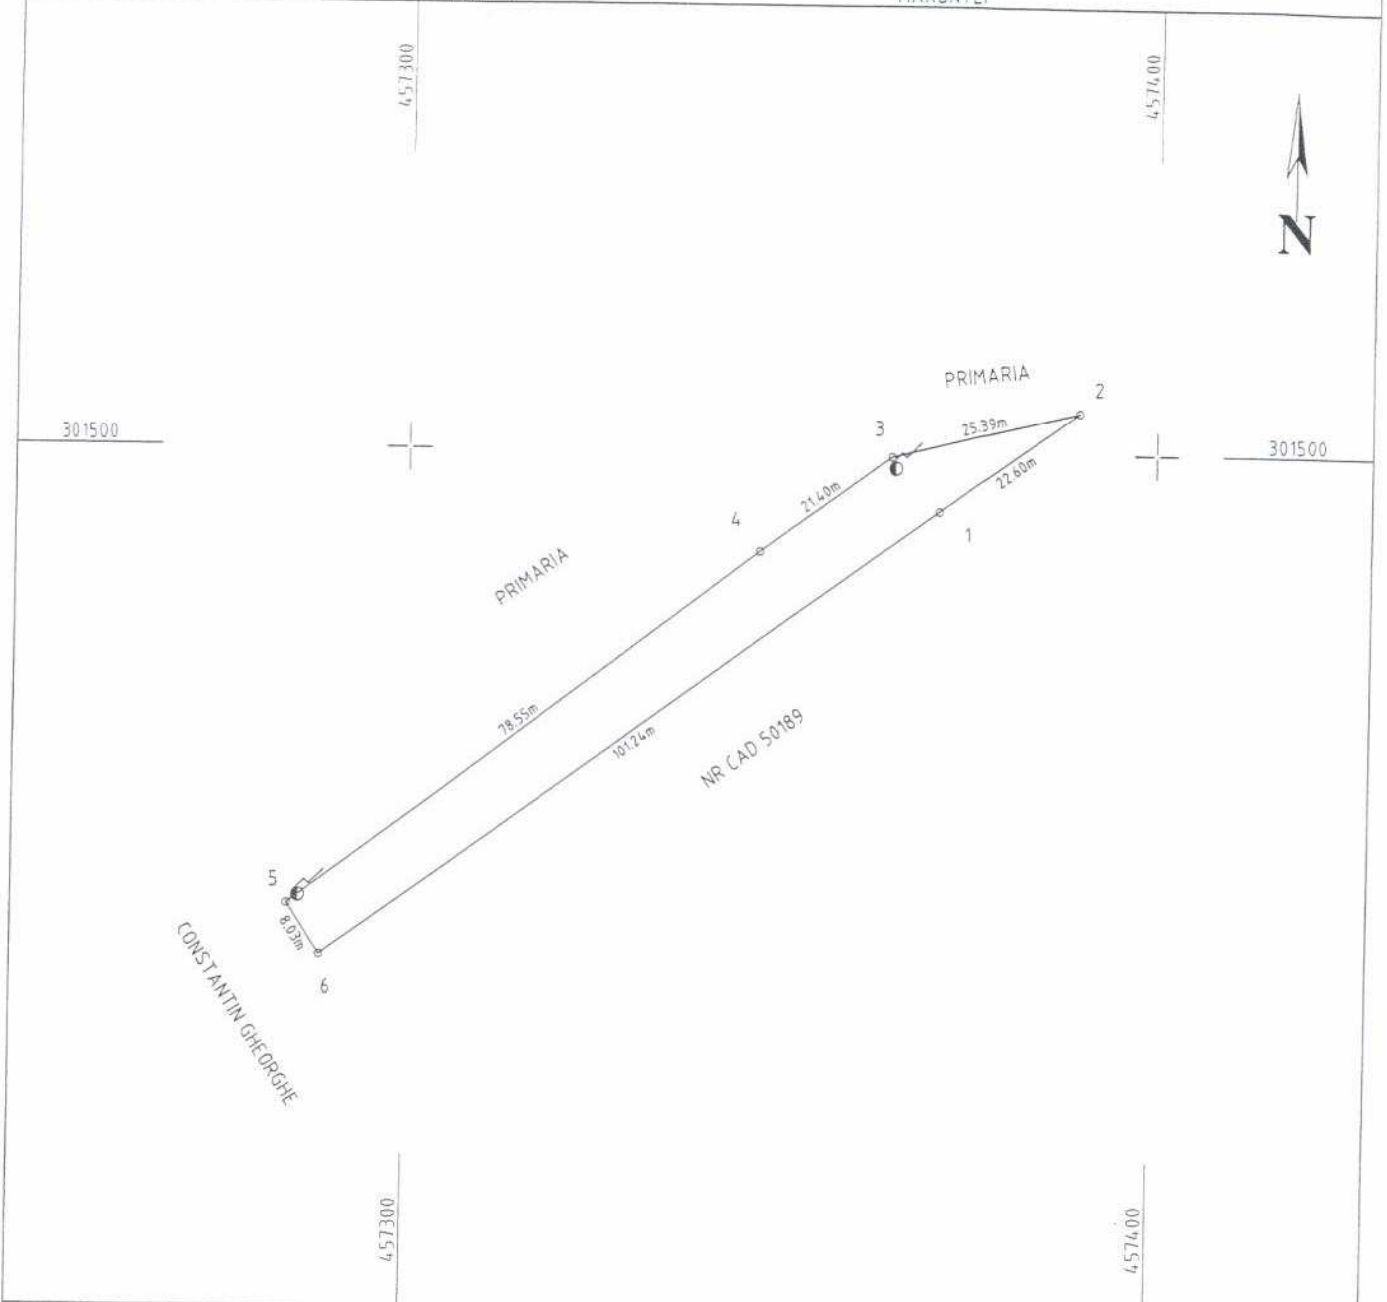 457300
457400
N
PRIMARIA
2
301500
3
25.39m
301500
22.60m
21.40m
4
1
PRIMARIA
78.55m
101.24m
NR CAD 50189
5
8.03m
CONSTANTIN GHEORGHE
6
457300
457400